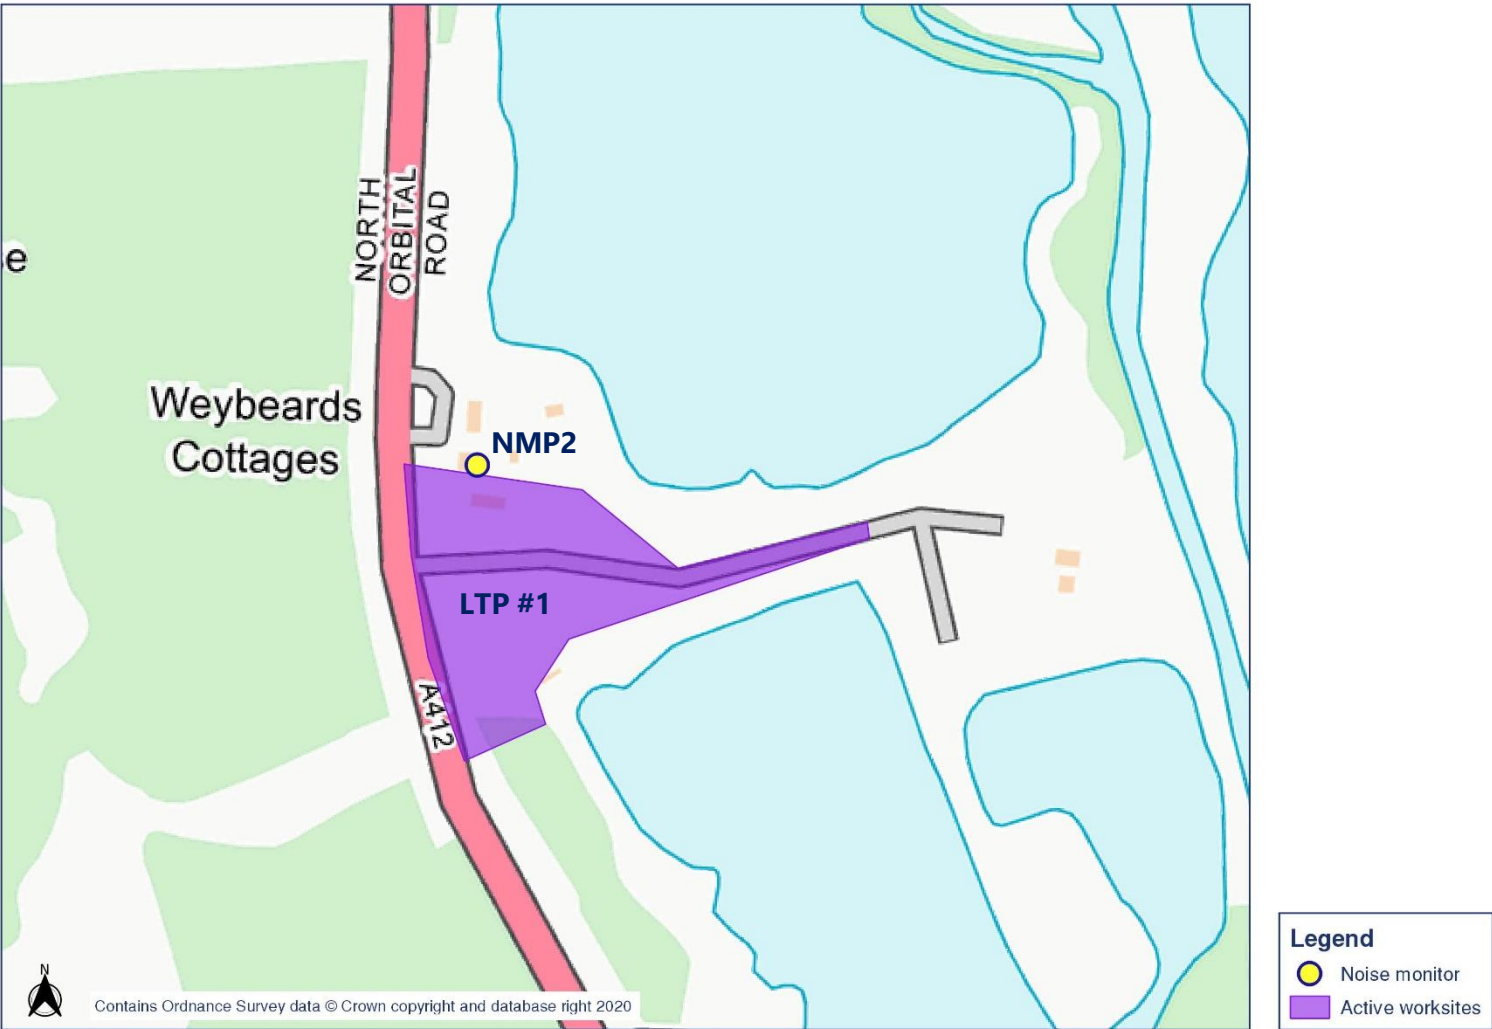 NORTH
ORBITAL
ROAD
e
Weybeards
Cottages
NMP2
LTP #1
A412
N
Contains Ordnance Survey data © Crown copyright and database right 2020
Legend
Noise monitor
Active worksites